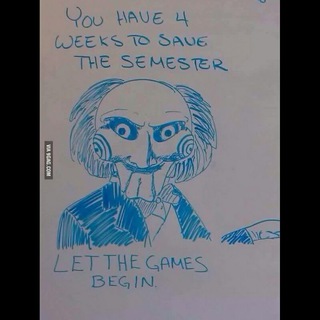 YOU HAVE 4
WEEKS TO SAVE
THE SEMESTER
VIA 9GAG.COM
LET THE GAMES
BEGIN.